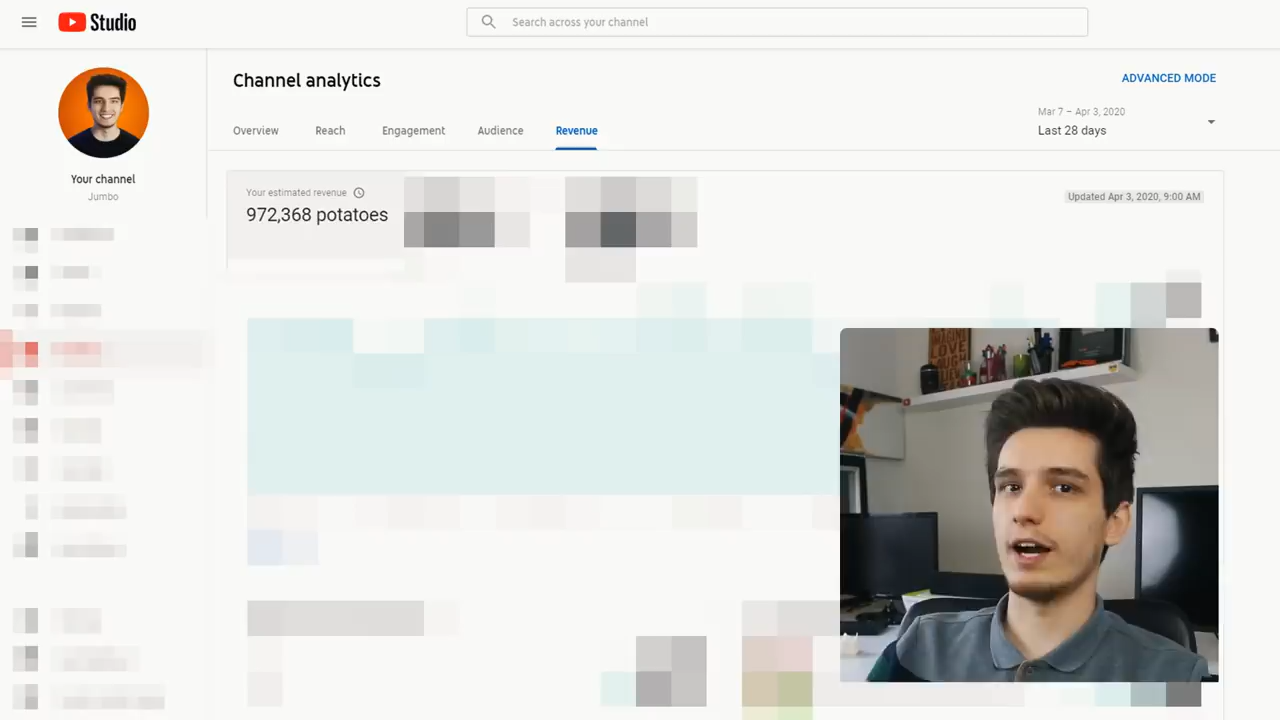 Studio
Search across your channel
Channel analytics
ADVANCED MODE
Mar 7 – Apr 3, 2020
Last 28 days
Overview
Reach
Engagement
Audience
Revenue
Your channel
Jumbo
Your estimated revenue
972,368 potatoes
Updated Apr 3, 2020, 9:00 AM